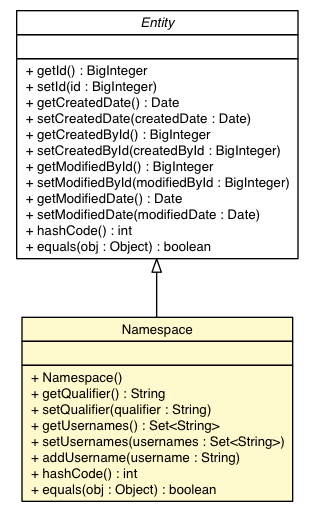 Entity
+ getId() : BigInteger
+ setId(id : BigInteger)
+ getCreatedDate() : Date
+ setCreatedDate(createdDate : Date)
+ getCreatedById() : BigInteger
+ setCreatedById(createdById : BigInteger)
+ getModifiedById() : BigInteger
+ setModifiedById(modifiedById : BigInteger)
+ getModifiedDate() : Date
+ setModifiedDate(modifiedDate : Date)
+ hashCode() : int
+ equals(obj : Object) : boolean
Namespace
+ Namespace()
+ getQualifier() : String
+ setQualifier(qualifier : String)
+ getUsernames() : Set<String>
+ setUsernames(usernames : Set<String>)
+ addUsername(username : String)
+ hashCode() : int
+ equals(obj : Object) : boolean